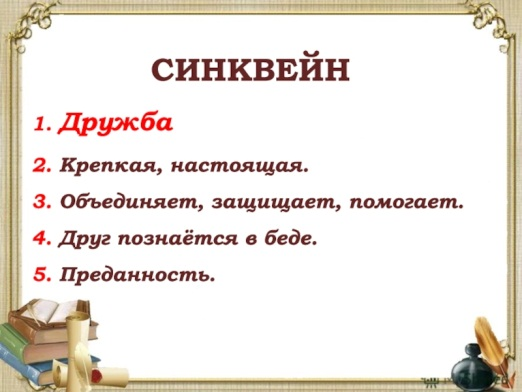 СИНКВЕЙН
1. Дружба
2. Крепкая, настоящая.
3. Объединяет, защищает, помогает.
4. Друг познаётся в беде.
5. Преданность.